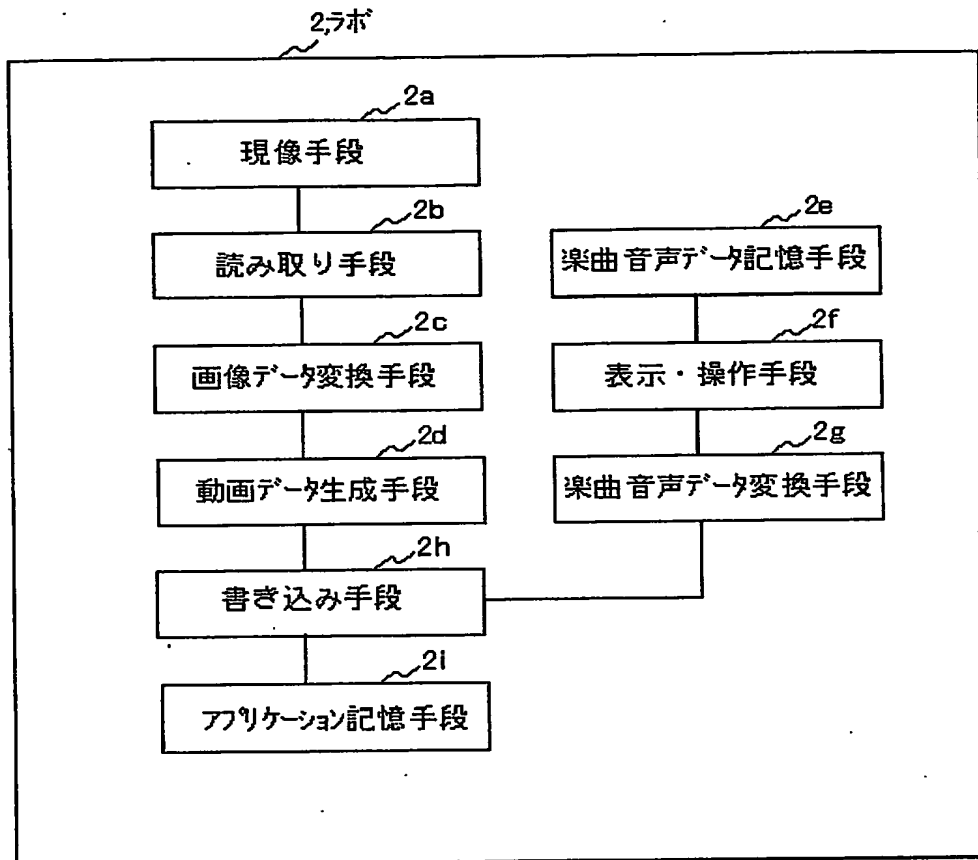 2,ラボ
2a
現像手段
2b
読み取り手段
2c
画像データ変換手段
2d
動画データ生成手段
2h
書き込み手段
2i
アプリケーション記憶手段
2e
楽曲音声データ記憶手段
2f
表示・操作手段
2g
楽曲音声データ変換手段